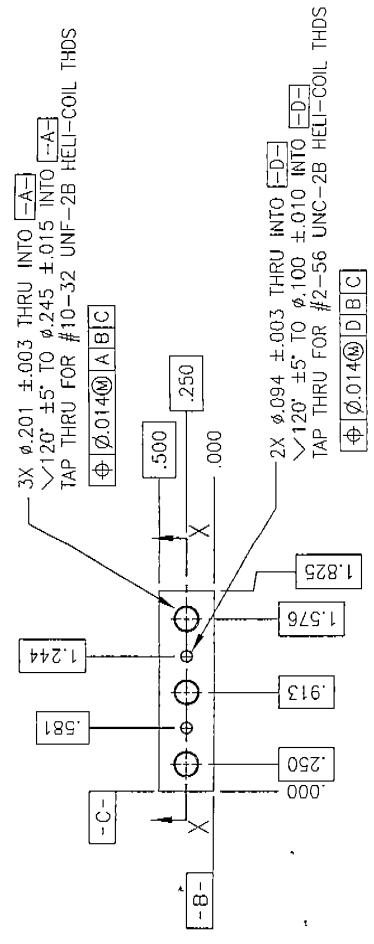 3X ⌀.201 ±.003 THRU INTO -A-
⌵120° ±5° TO ⌀.245 ±.015 INTO -A-
TAP THRU FOR #10-32 UNF-2B HELI-COIL THDS
⌖ ⌀.014Ⓜ A B C
.500
.250
.000
X
X
1.244
.581
-C-
-B-
.000
.250
.913
1.576
1.825
2X ⌀.094 ±.003 THRU INTO -D-
⌵120° ±5° TO ⌀.100 ±.010 INTO -D-
TAP THRU FOR #2-56 UNC-2B HELI-COIL THDS
⌖ ⌀.014Ⓜ D B C